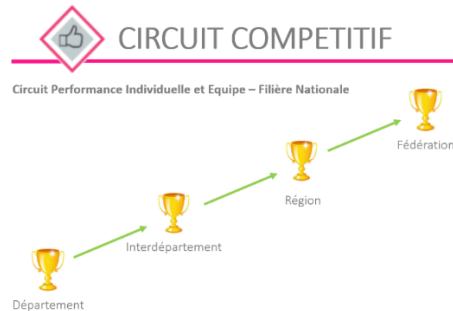 CIRCUIT COMPETITIF
Circuit Performance Individuelle et Equipe – Filière Nationale
Fédération
Région
Interdépartement
Département